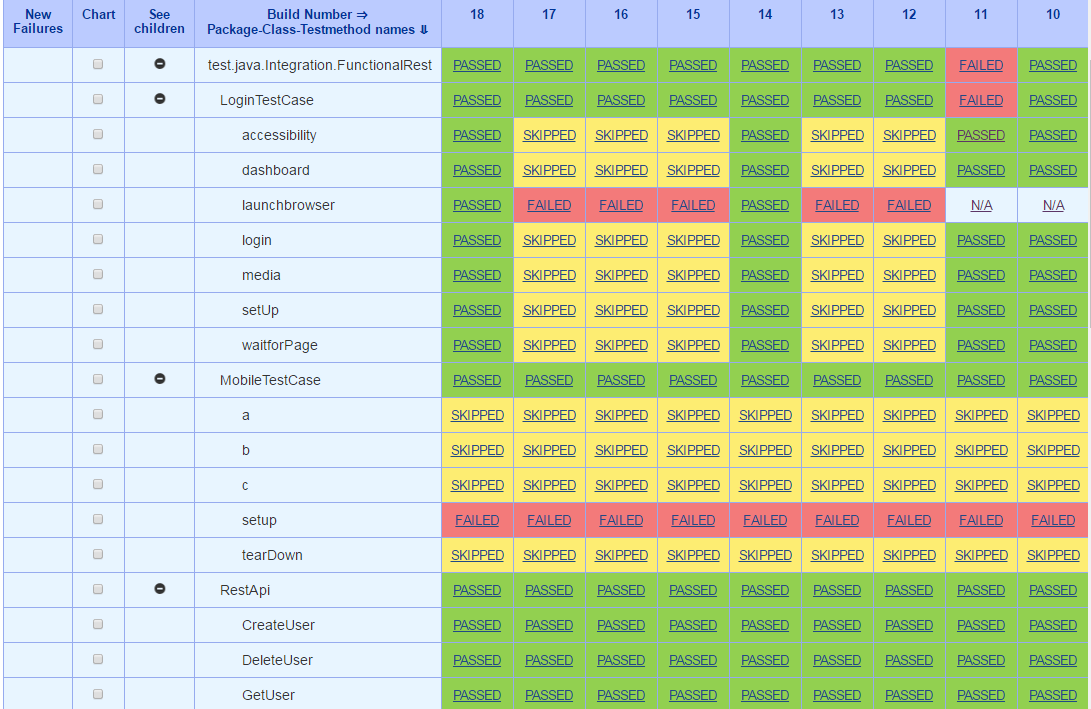 New Failures Chart See children Build Number ⇒ Package-Class-Testmethod names ⇓ 18 17 16 15 14 13 12 11 10
test.java.Integration.FunctionalRest PASSED PASSED PASSED PASSED PASSED PASSED PASSED FAILED PASSED
LoginTestCase PASSED PASSED PASSED PASSED PASSED PASSED PASSED FAILED PASSED
accessibility PASSED SKIPPED SKIPPED SKIPPED PASSED SKIPPED SKIPPED PASSED PASSED
dashboard PASSED SKIPPED SKIPPED SKIPPED PASSED SKIPPED SKIPPED PASSED PASSED
launchbrowser PASSED FAILED FAILED FAILED PASSED FAILED FAILED N/A N/A
login PASSED SKIPPED SKIPPED SKIPPED PASSED SKIPPED SKIPPED PASSED PASSED
media PASSED SKIPPED SKIPPED SKIPPED PASSED SKIPPED SKIPPED PASSED PASSED
setUp PASSED SKIPPED SKIPPED SKIPPED PASSED SKIPPED SKIPPED PASSED PASSED
waitforPage PASSED SKIPPED SKIPPED SKIPPED PASSED SKIPPED SKIPPED PASSED PASSED
MobileTestCase PASSED PASSED PASSED PASSED PASSED PASSED PASSED PASSED PASSED
a SKIPPED SKIPPED SKIPPED SKIPPED SKIPPED SKIPPED SKIPPED SKIPPED SKIPPED
b SKIPPED SKIPPED SKIPPED SKIPPED SKIPPED SKIPPED SKIPPED SKIPPED SKIPPED
c SKIPPED SKIPPED SKIPPED SKIPPED SKIPPED SKIPPED SKIPPED SKIPPED SKIPPED
setup FAILED FAILED FAILED FAILED FAILED FAILED FAILED FAILED FAILED
tearDown SKIPPED SKIPPED SKIPPED SKIPPED SKIPPED SKIPPED SKIPPED SKIPPED SKIPPED
RestApi PASSED PASSED PASSED PASSED PASSED PASSED PASSED PASSED PASSED
CreateUser PASSED PASSED PASSED PASSED PASSED PASSED PASSED PASSED PASSED
DeleteUser PASSED PASSED PASSED PASSED PASSED PASSED PASSED PASSED PASSED
GetUser PASSED PASSED PASSED PASSED PASSED PASSED PASSED PASSED PASSED